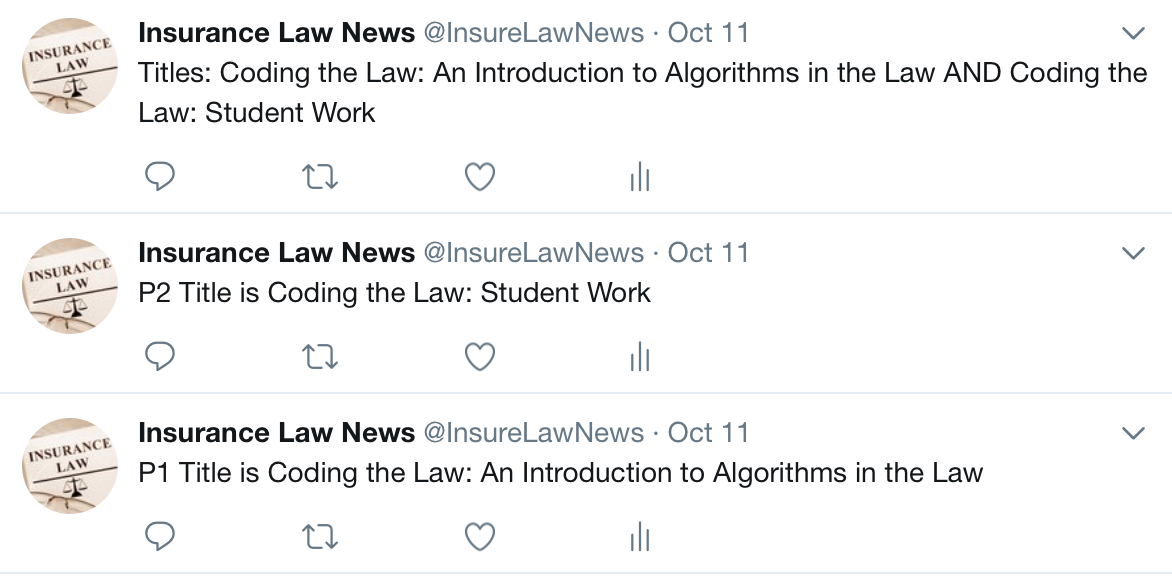 INSURANCE
LAW
Insurance Law News @InsureLawNews · Oct 11
Titles: Coding the Law: An Introduction to Algorithms in the Law AND Coding the
Law: Student Work
INSURANCE
LAW
Insurance Law News @InsureLawNews · Oct 11
P2 Title is Coding the Law: Student Work
INSURANCE
LAW
Insurance Law News @InsureLawNews · Oct 11
P1 Title is Coding the Law: An Introduction to Algorithms in the Law